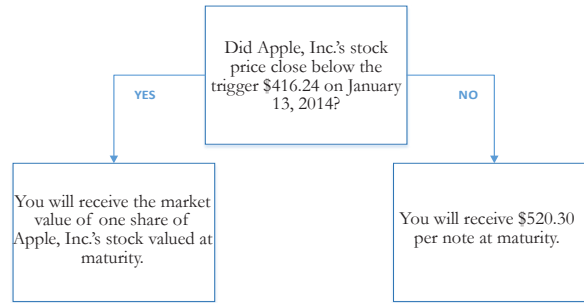 Did Apple, Inc.'s stock
price close below the
trigger $416.24 on January
13, 2014?
YES
NO
You will receive the market
value of one share of
Apple, Inc.'s stock valued at
maturity.
You will receive $520.30
per note at maturity.